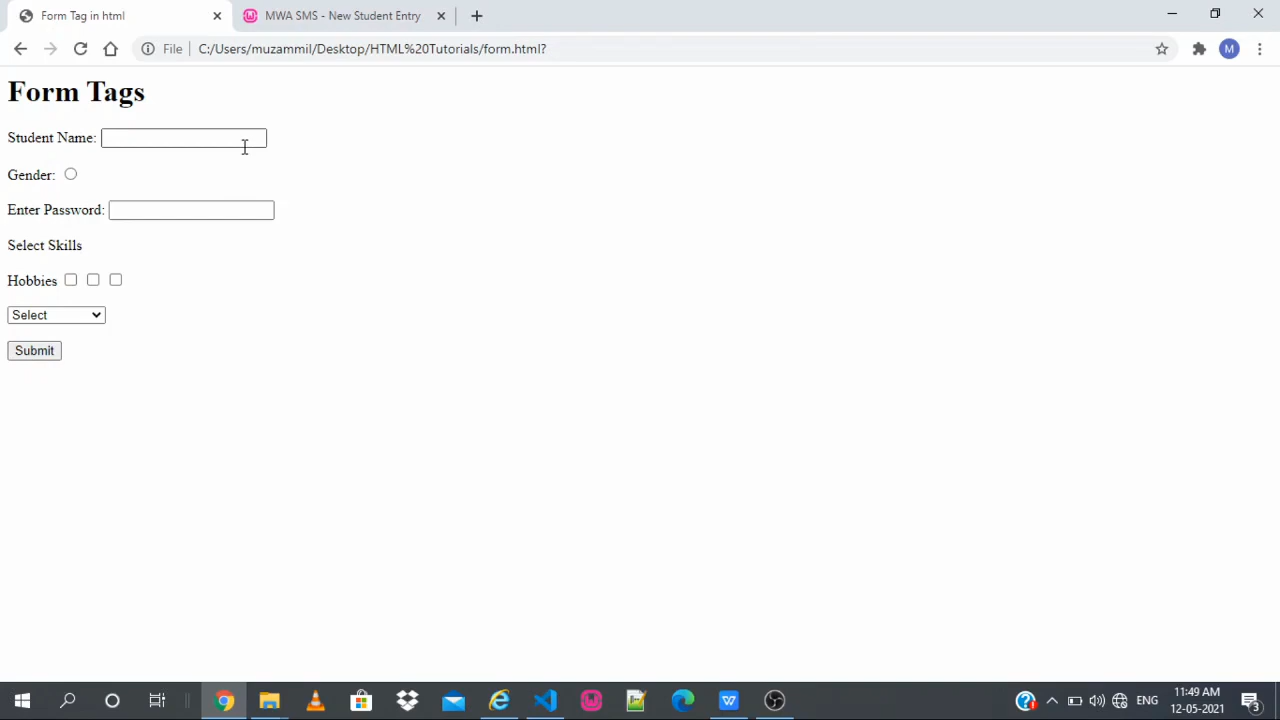 Form Tag in html
MWA SMS - New Student Entry
File C:/Users/muzammil/Desktop/HTML%20Tutorials/form.html?
M
Form Tags
Student Name:
Gender:
Enter Password:
Select Skills
Hobbies
Select
Submit
W
ENG
11:49 AM
12-05-2021
3